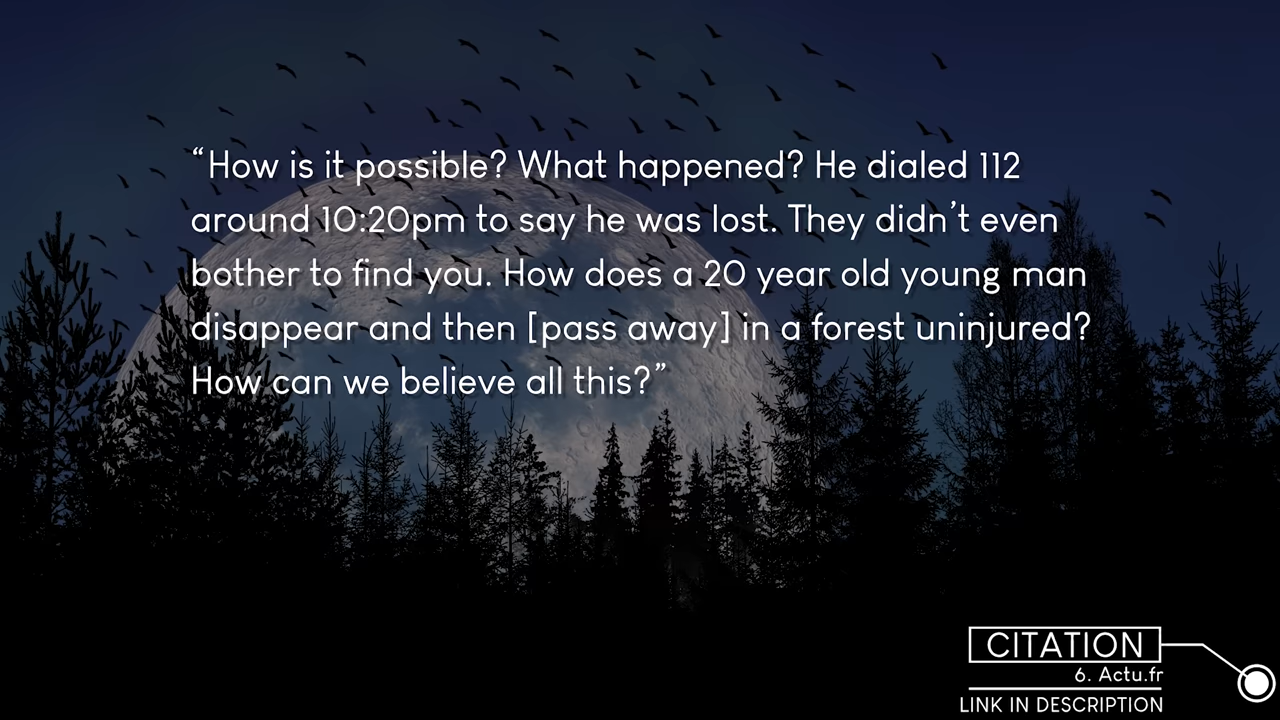 “How is it possible? What happened? He dialed 112
around 10:20pm to say he was lost. They didn’t even
bother to find you. How does a 20 year old young man
disappear and then [pass away] in a forest uninjured?
How can we believe all this?”
CITATION
6. Actu.fr
LINK IN DESCRIPTION